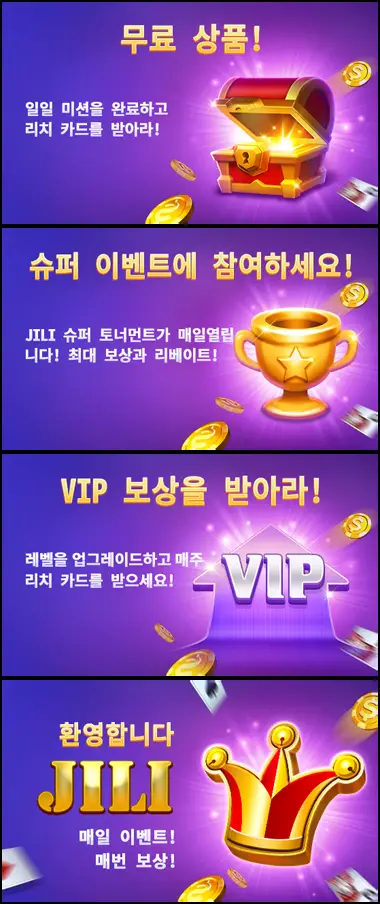 무료 상품!
일일 미션을 완료하고
리치 카드를 받아라!
슈퍼 이벤트에 참여하세요!
JILI 슈퍼 토너먼트가 매일열립
니다! 최대 보상과 리베이트!
VIP 보상을 받아라!
레벨을 업그레이드하고 매주
리치 카드를 받으세요!
VIP
환영합니다
JILI
매일 이벤트!
매번 보상!